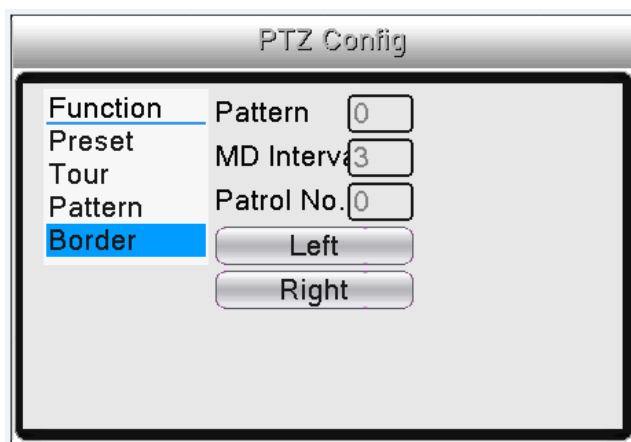 PTZ Config
Function
Preset
Tour
Pattern
Border
Pattern 0
MD Interva 3
Patrol No. 0
Left
Right